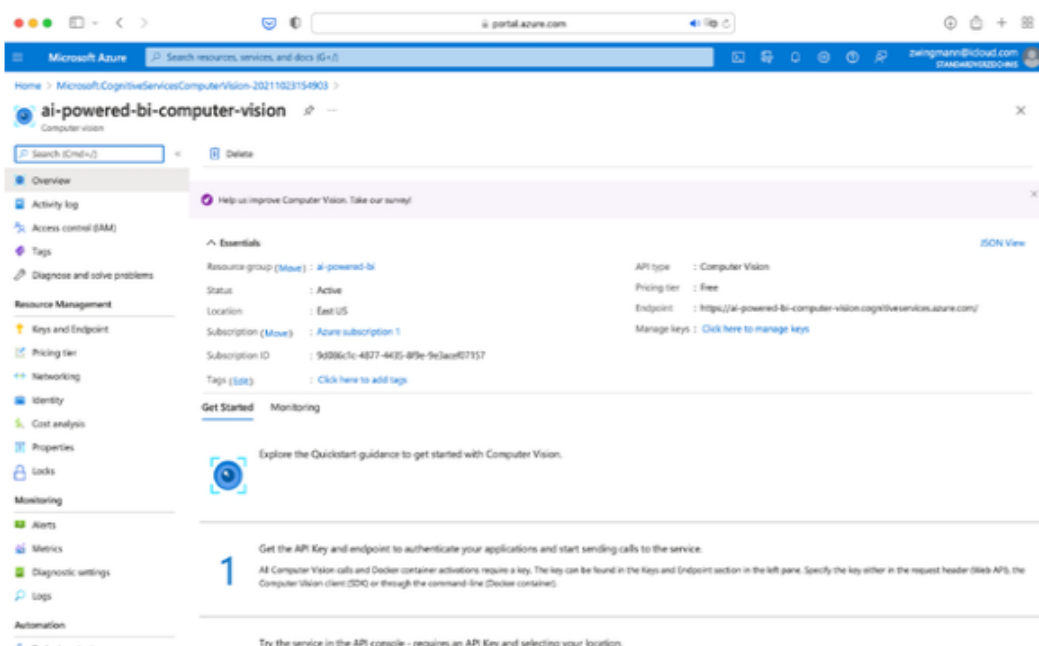 portal.azure.com
Microsoft Azure
Search resources, services, and docs (G+/)
zwingmann@icloud.com
STANDARDVERZEICHNIS
Home > Microsoft.CognitiveServicesComputerVision-20211023154903 >
ai-powered-bi-computer-vision
Computer vision
Search (Cmd+/)
Delete
Overview
Activity log
Access control (IAM)
Tags
Diagnose and solve problems
Resource Management
Keys and Endpoint
Pricing tier
Networking
Identity
Cost analysis
Properties
Locks
Monitoring
Alerts
Metrics
Diagnostic settings
Logs
Automation
Help us improve Computer Vision. Take our survey!
Essentials
JSON View
Resource group (Move) : ai-powered-bi
Status : Active
Location : East US
Subscription (Move) : Azure subscription 1
Subscription ID : 9d086c1c-4877-4435-8f9e-9e3acef07157
Tags (Edit) : Click here to add tags
API type : Computer Vision
Pricing tier : Free
Endpoint : https://ai-powered-bi-computer-vision.cognitiveservices.azure.com/
Manage keys : Click here to manage keys
Get Started Monitoring
Explore the Quickstart guidance to get started with Computer Vision.
1
Get the API Key and endpoint to authenticate your applications and start sending calls to the service.
All Computer Vision calls and Docker container activations require a key. The key can be found in the Keys and Endpoint section in the left pane. Specify the key either in the request header (Web API), the
Computer Vision client (SDK) or through the command-line (Docker container).
Try the service in the API console - requires an API Key and selecting your location.